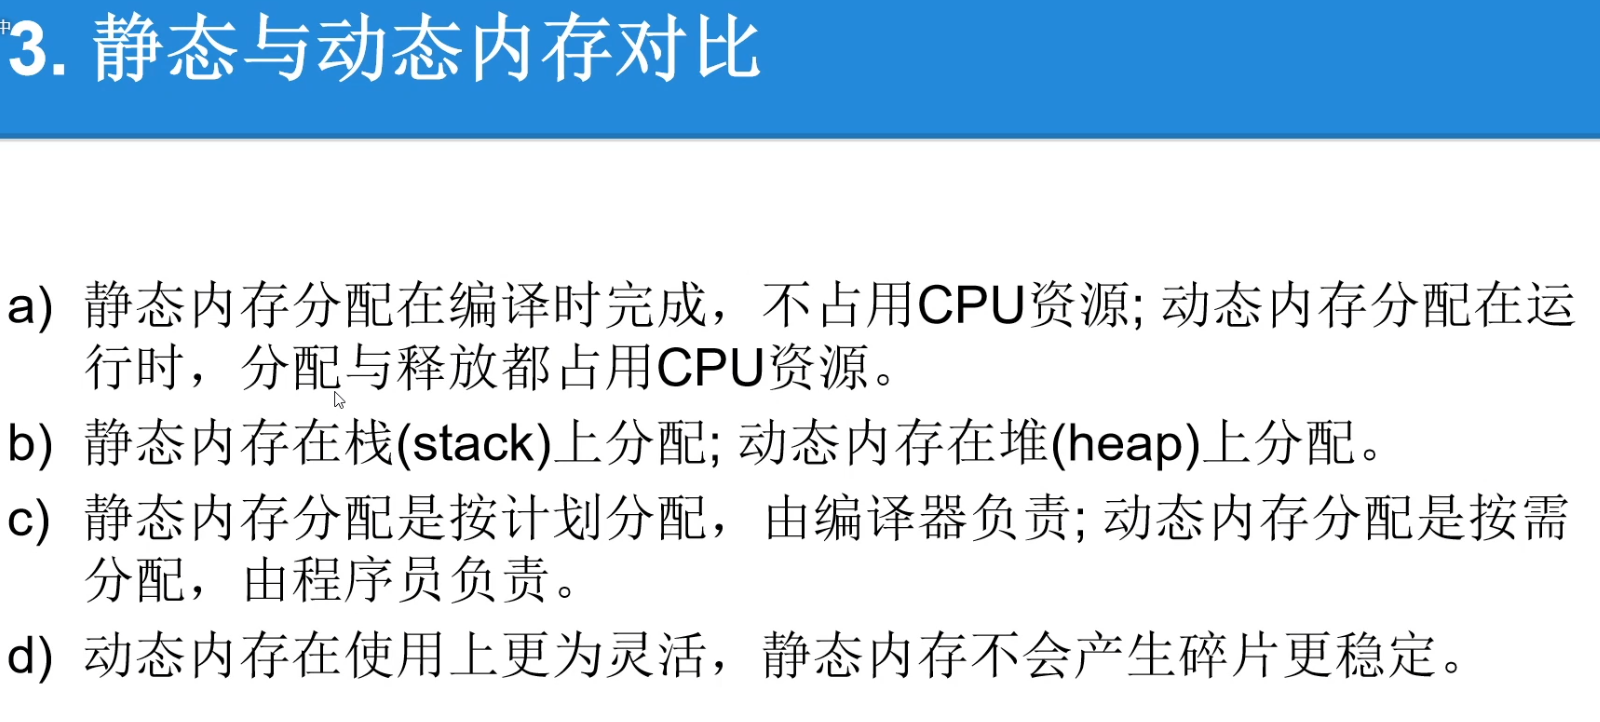 中
3. 静态与动态内存对比
a) 静态内存分配在编译时完成，不占用CPU资源; 动态内存分配在运
行时，分配与释放都占用CPU资源。
b) 静态内存在栈(stack)上分配; 动态内存在堆(heap)上分配。
c) 静态内存分配是按计划分配，由编译器负责; 动态内存分配是按需
分配，由程序员负责。
d) 动态内存在使用上更为灵活，静态内存不会产生碎片更稳定。